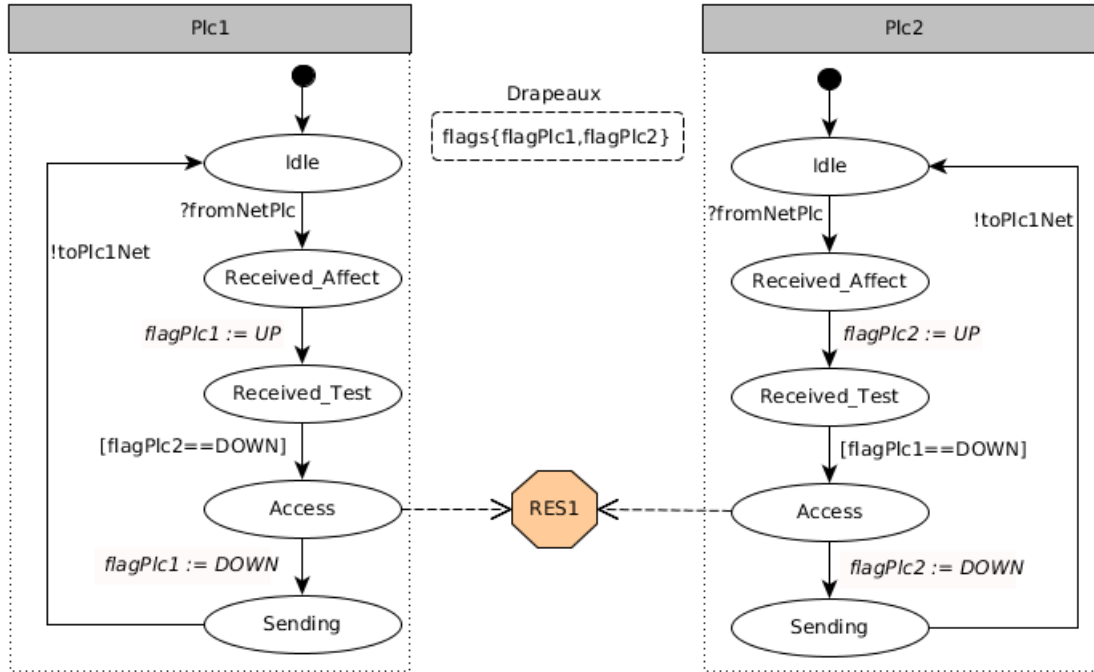 Plc1
Idle
?fromNetPlc
!toPlc1Net
Received_Affect
flagPlc1 := UP
Received_Test
[flagPlc2==DOWN]
Access
flagPlc1 := DOWN
Sending
Drapeaux
flags{flagPlc1,flagPlc2}
RES1
Plc2
Idle
?fromNetPlc
!toPlc1Net
Received_Affect
flagPlc2 := UP
Received_Test
[flagPlc1==DOWN]
Access
flagPlc2 := DOWN
Sending